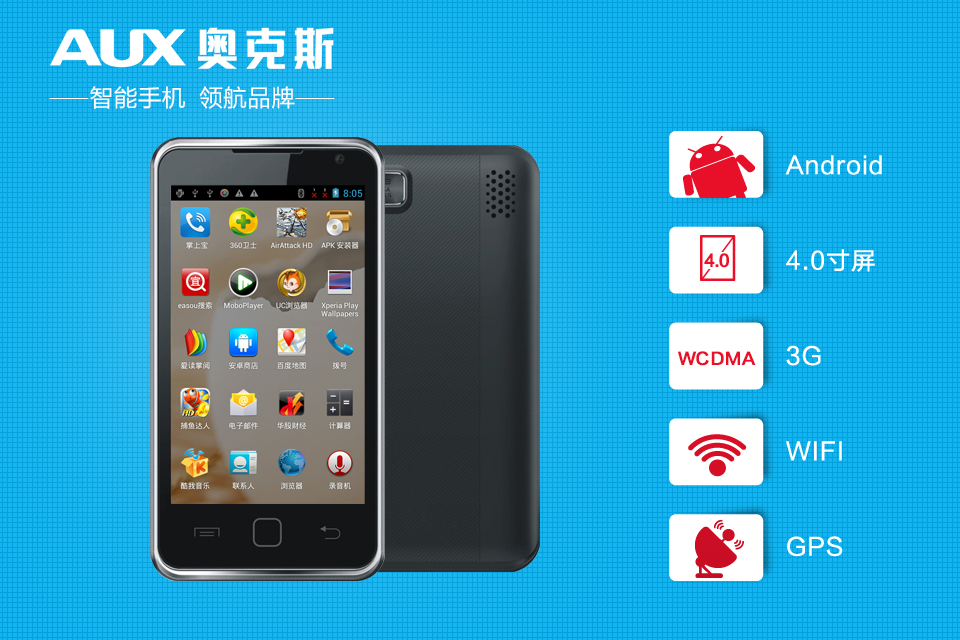 AUX 奥克斯
智能手机 领航品牌
8:05
掌上宝 360卫士 AirAttack HD APK 安装器
easou搜索 MoboPlayer UC浏览器 Xperia Play
Wallpapers
爱读掌阅 安卓商店 百度地图 拨号
HD
捕鱼达人 电子邮件 华股财经 计算器
酷我音乐 联系人 浏览器 录音机
Android
4.0
4.0寸屏
WCDMA
3G
WIFI
GPS